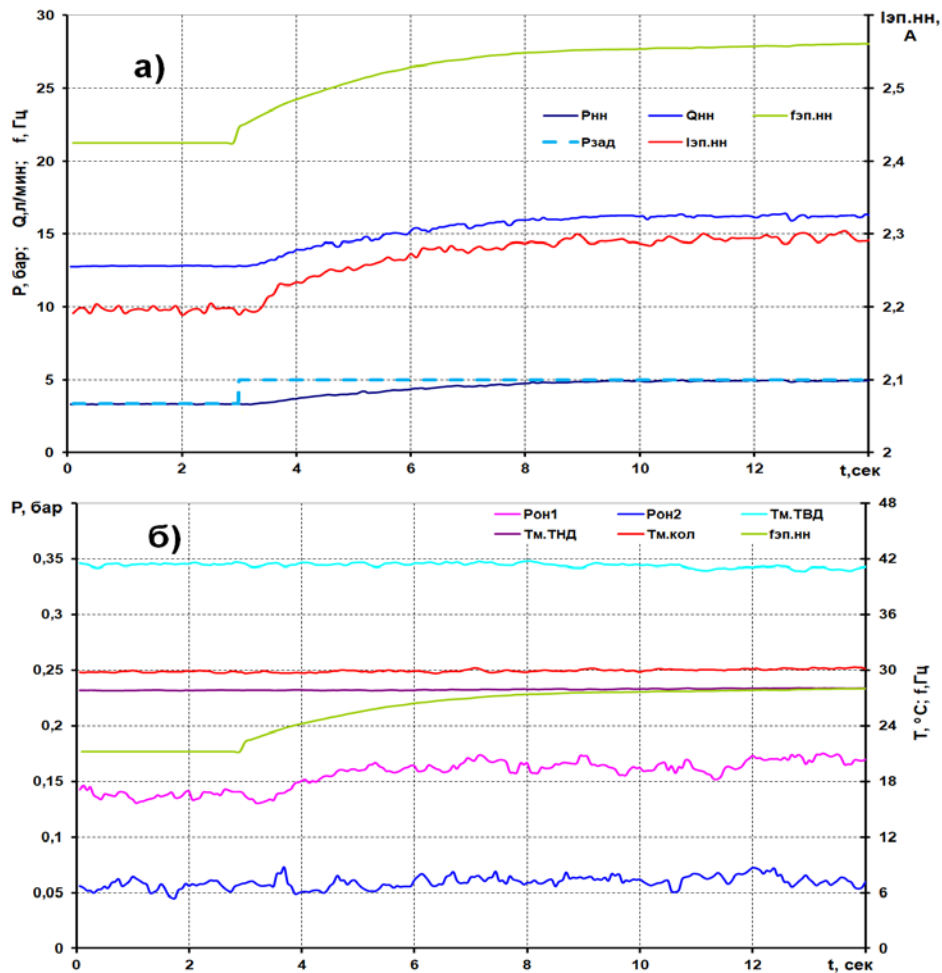 30
25
20
15
10
5
0
P, бар; Q,л/мин; f, Гц
а)
Iэп.нн,
А
2,5
2,4
2,3
2,2
2,1
2
Pнн Qнн fэп.нн
Pзад Iэп.нн
0 2 4 6 8 10 12 t,сек
P, бар
0,35
0,3
0,25
0,2
0,15
0,1
0,05
0
б)
Pон1 Pон2 Tм.ТВД
Tм.ТНД Tм.кол fэп.нн
48
42
36
30
24
18
12
6
0
T, °C; f,Гц
0 2 4 6 8 10 12 t, сек